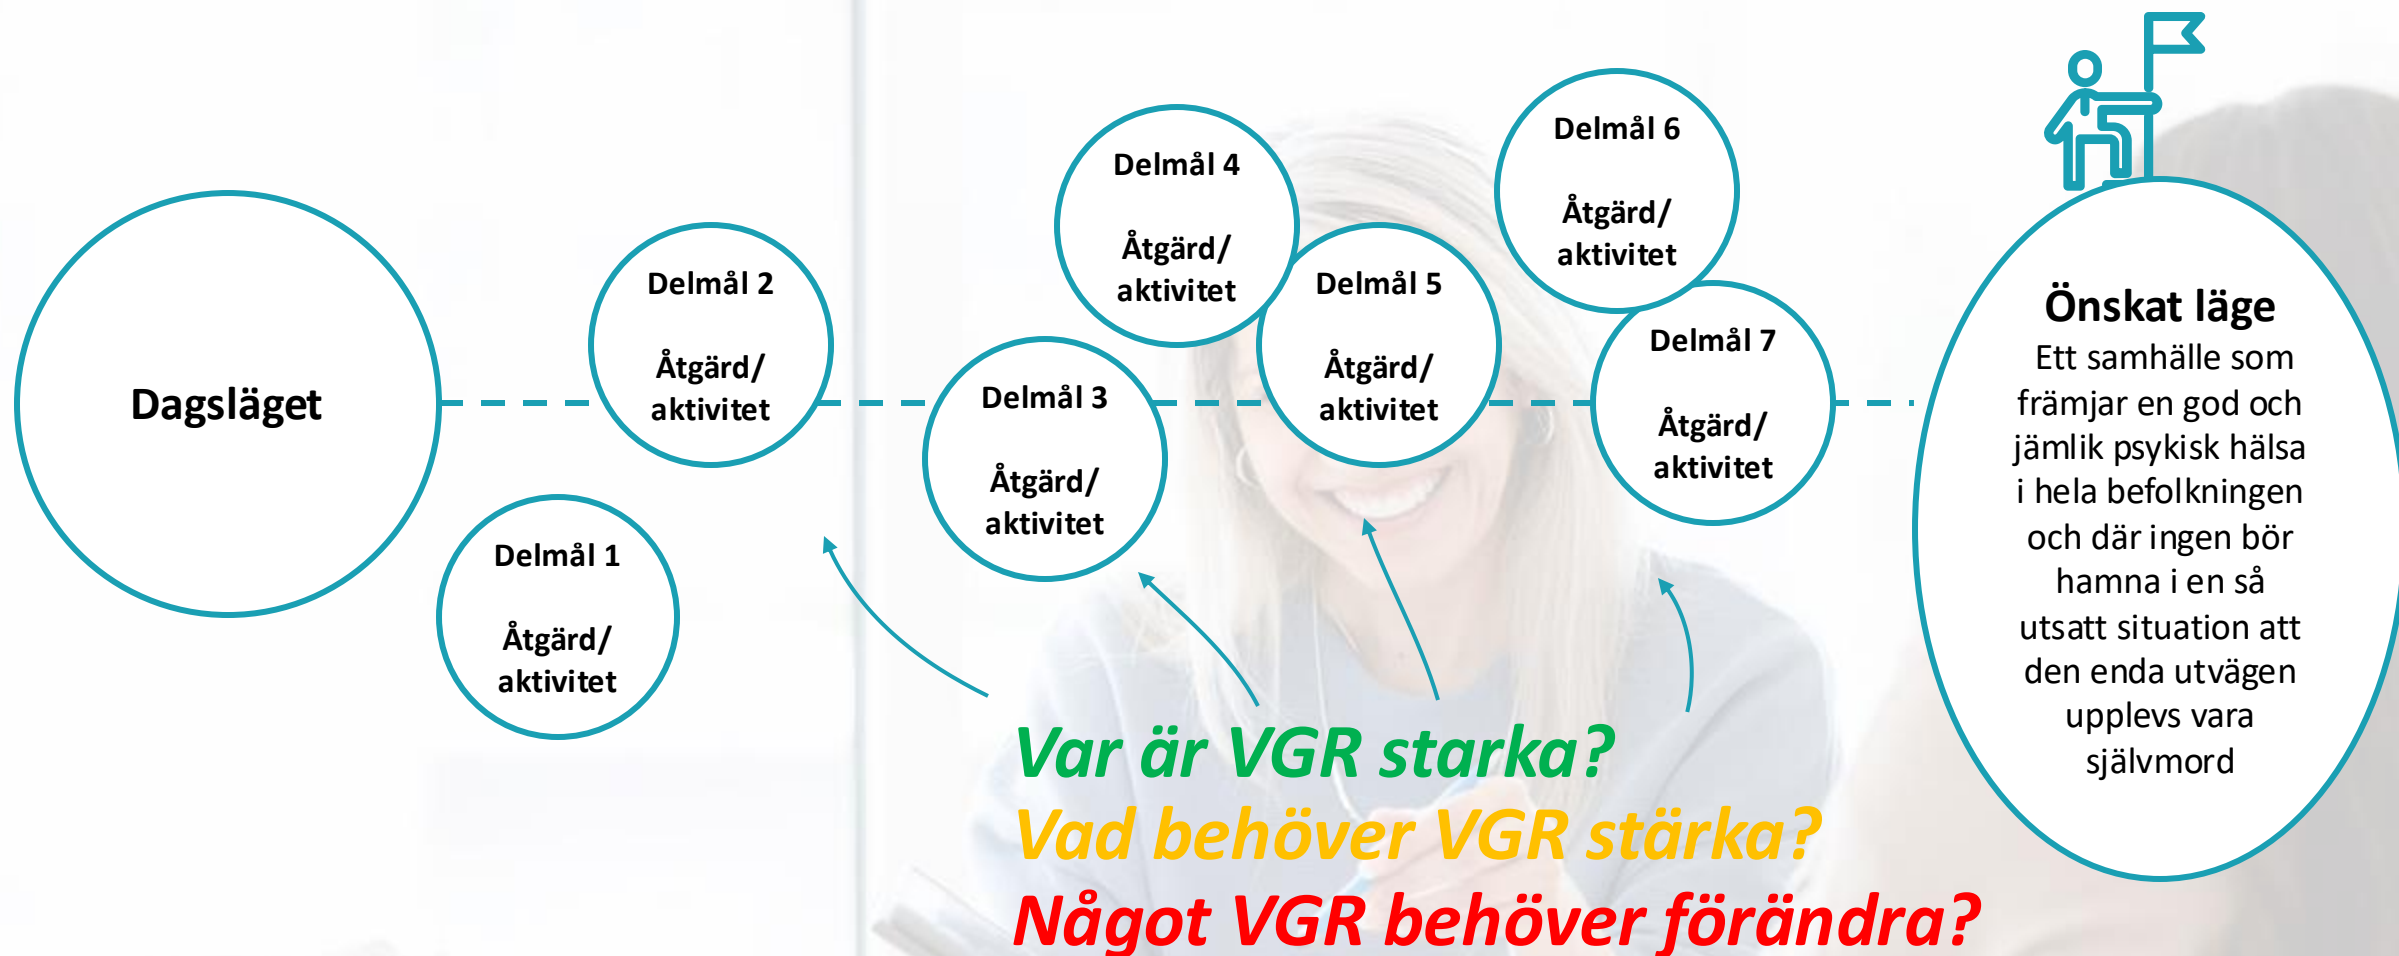 Dagsläget
Delmål 1
Åtgärd/
aktivitet
Delmål 2
Åtgärd/
aktivitet
Delmål 3
Åtgärd/
aktivitet
Delmål 4
Åtgärd/
aktivitet
Delmål 5
Åtgärd/
aktivitet
Delmål 6
Åtgärd/
aktivitet
Delmål 7
Åtgärd/
aktivitet
Önskat läge
Ett samhälle som
främjar en god och
jämlik psykisk hälsa
i hela befolkningen
och där ingen bör
hamna i en så
utsatt situation att
den enda utvägen
upplevs vara
självmord
Var är VGR starka?
Vad behöver VGR stärka?
Något VGR behöver förändra?